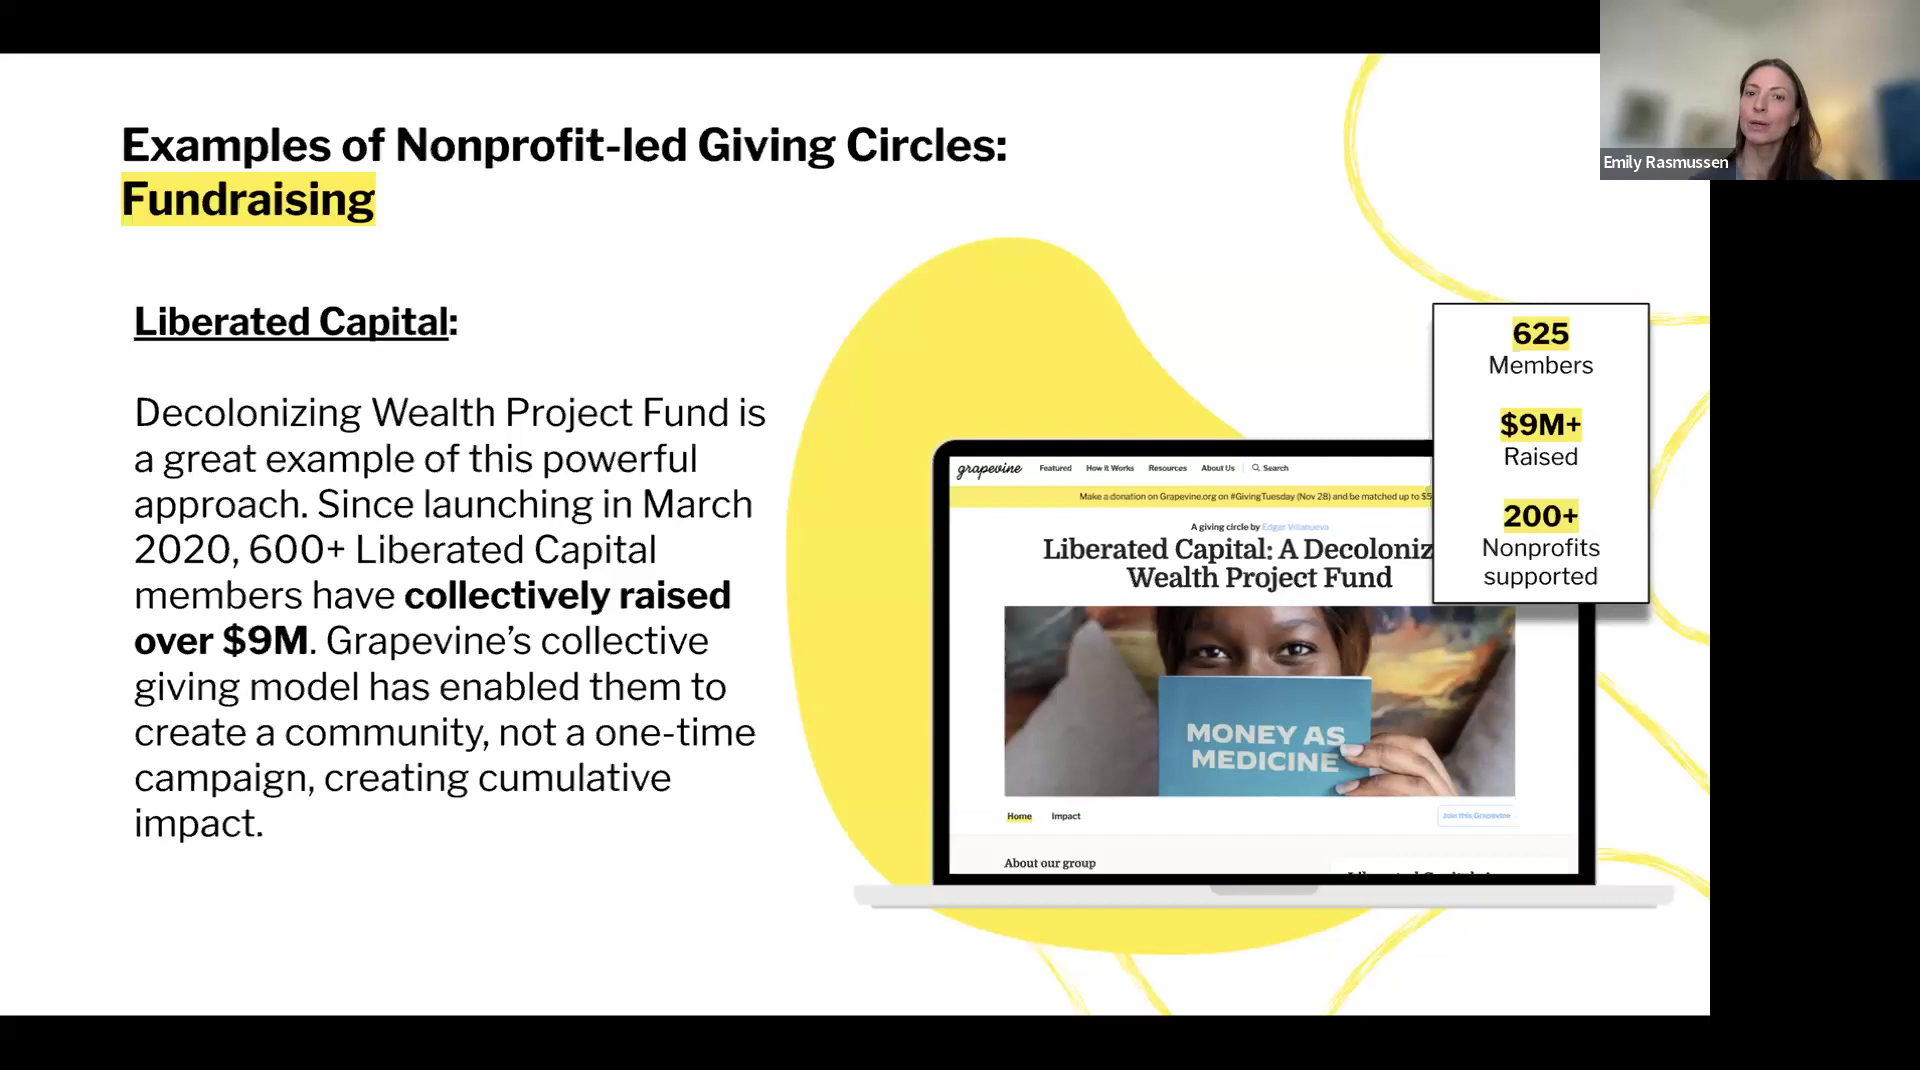 Emily Rasmussen
Examples of Nonprofit-led Giving Circles:
Fundraising
Liberated Capital:
Decolonizing Wealth Project Fund is
a great example of this powerful
approach. Since launching in March
2020, 600+ Liberated Capital
members have collectively raised
over $9M. Grapevine’s collective
giving model has enabled them to
create a community, not a one-time
campaign, creating cumulative
impact.
625
Members
$9M+
Raised
200+
Nonprofits
supported
grapevine Featured How it Works Resources About Us Search
Make a donation on Grapevine.org on #GivingTuesday (Nov 28) and be matched up to $5
A giving circle by Edgar Villanueva
Liberated Capital: A Decoloniz
Wealth Project Fund
MONEY AS
MEDICINE
Home Impact Join this Grapevine
About our group